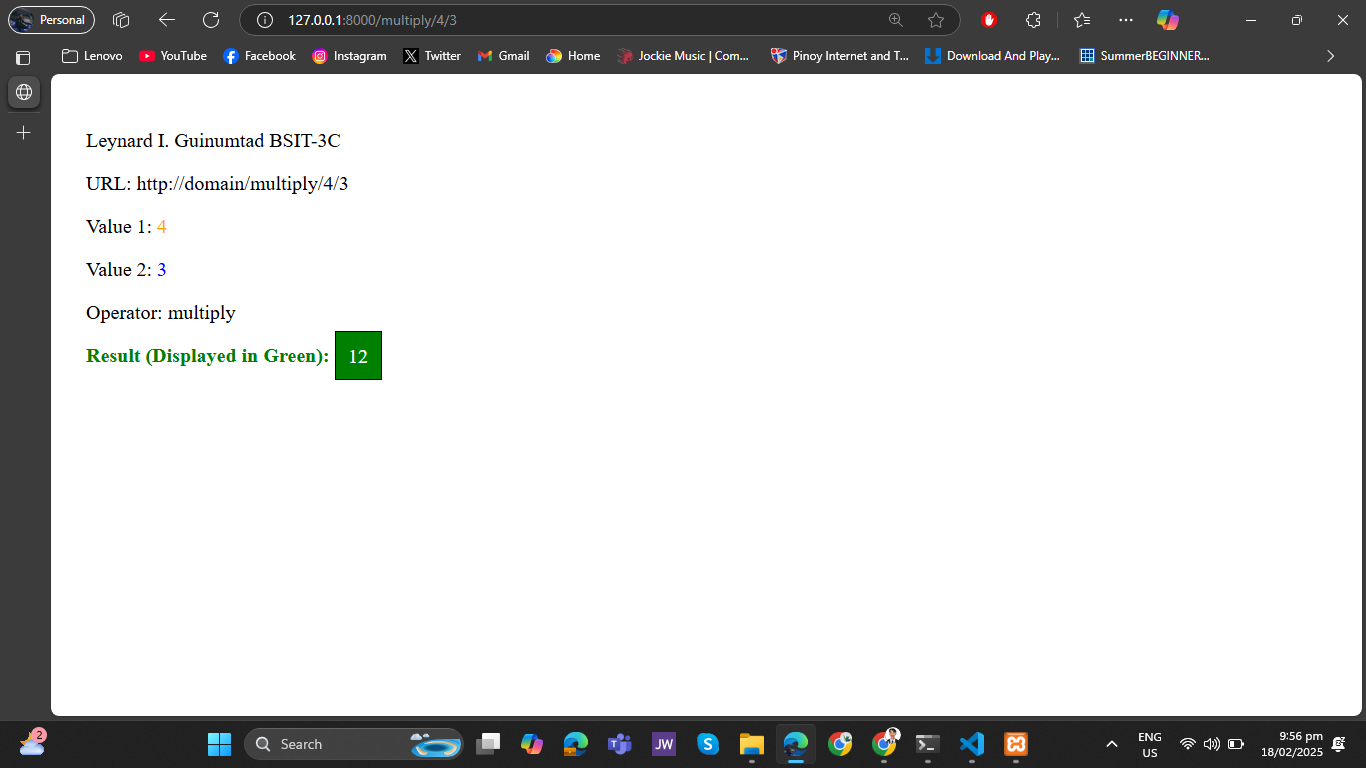 Personal
127.0.0.1:8000/multiply/4/3
Lenovo YouTube Facebook Instagram Twitter Gmail Home Jockie Music | Com... Pinoy Internet and T... Download And Play... SummerBEGINNER...
Leynard I. Guinumtad BSIT-3C
URL: http://domain/multiply/4/3
Value 1: 4
Value 2: 3
Operator: multiply
Result (Displayed in Green): 12
2
Search
JW
S
ENG
US
9:56 pm
18/02/2025